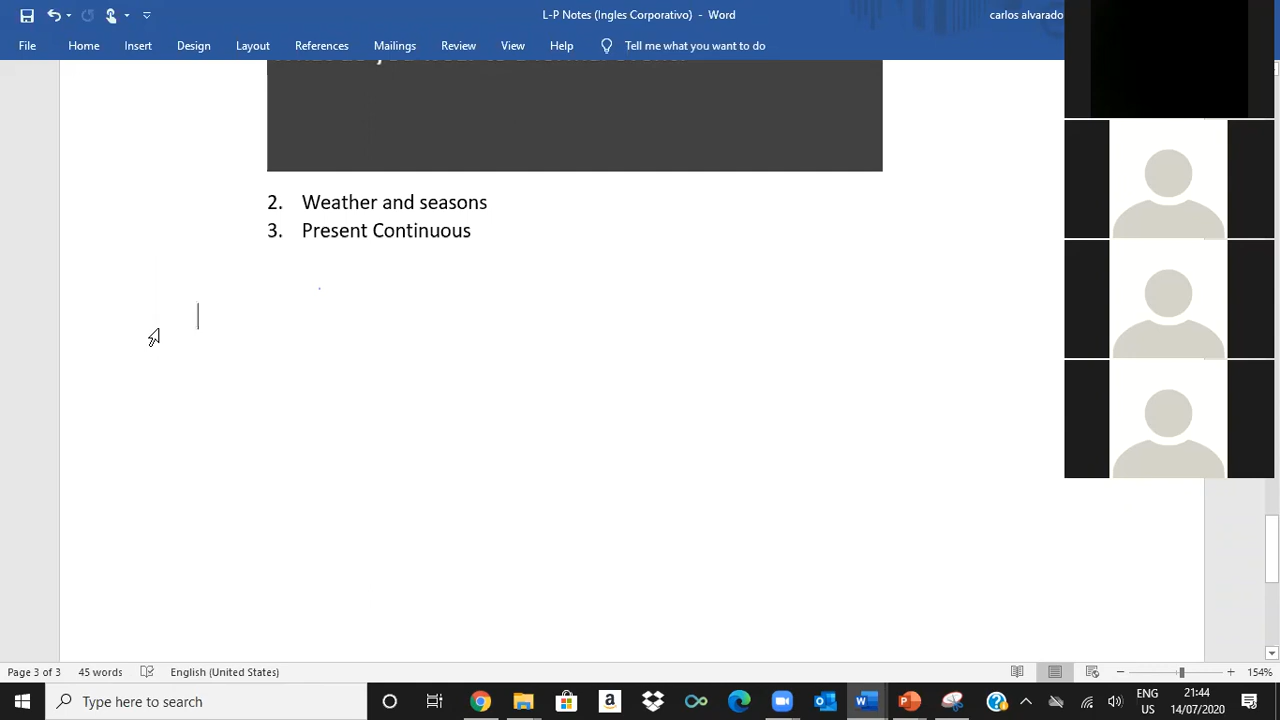 L-P Notes (Ingles Corporativo) - Word
carlos alvarado
File Home Insert Design Layout References Mailings Review View Help Tell me what you want to do
2. Weather and seasons
3. Present Continuous
Page 3 of 3 45 words English (United States) 154%
Type here to search
ENG 21:44
US 14/07/2020